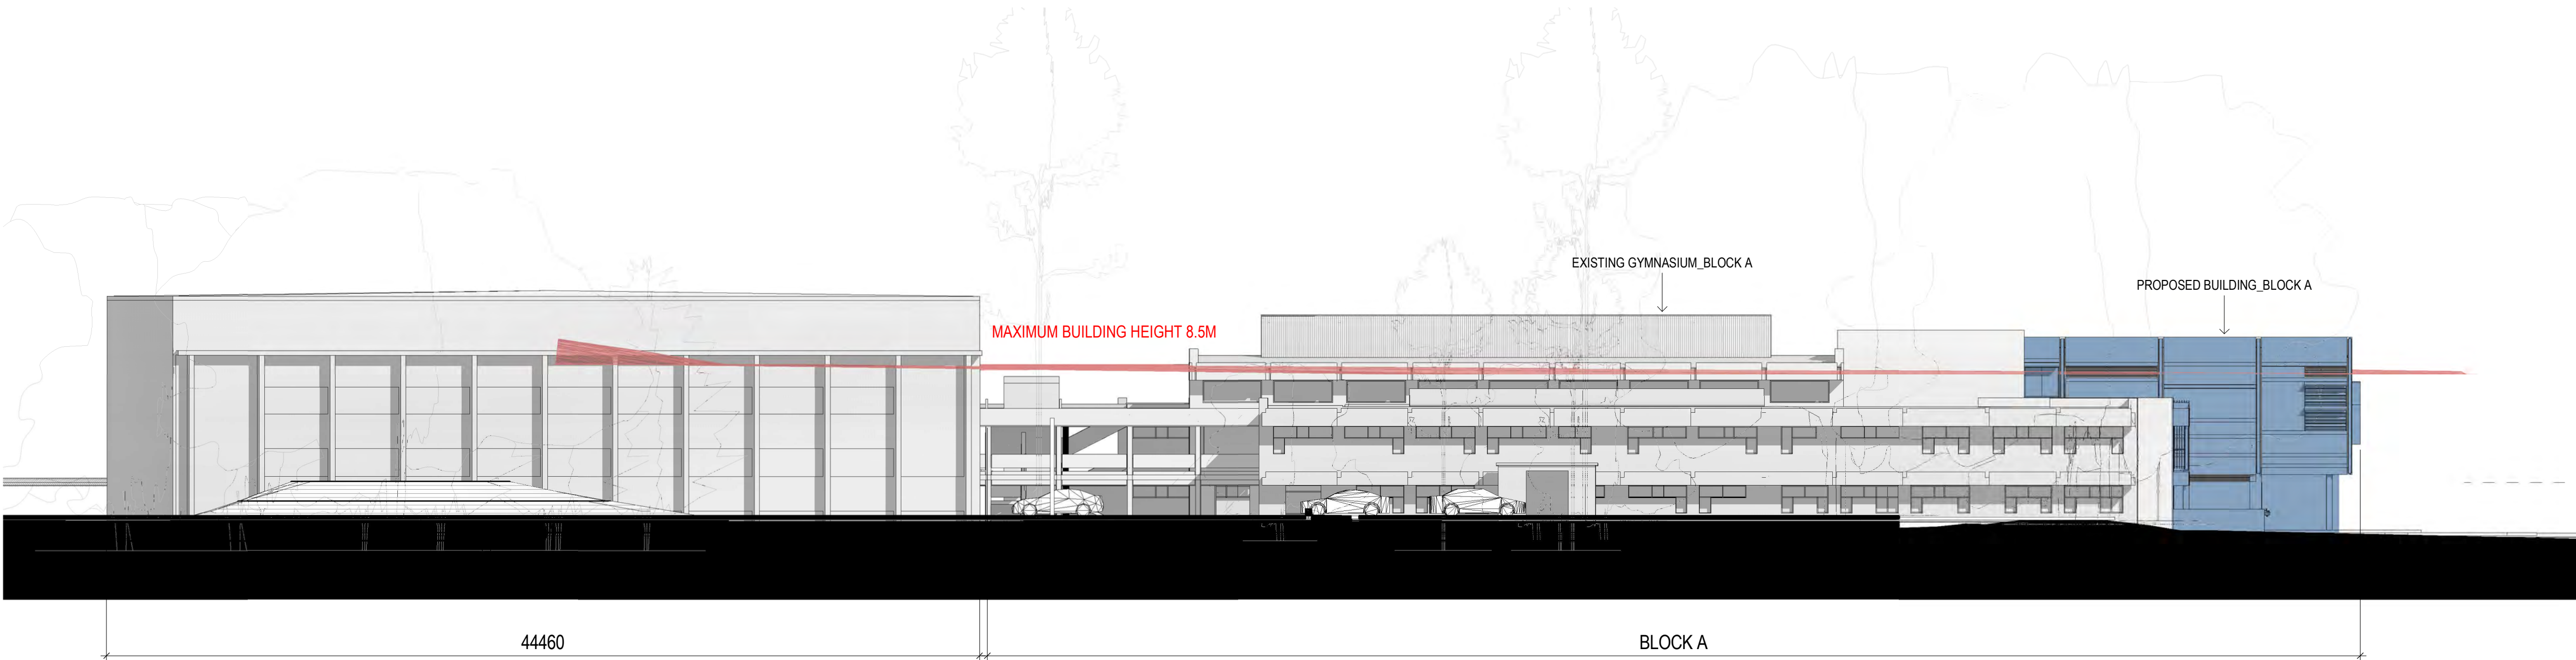 EXISTING GYMNASIUM_BLOCK A
PROPOSED BUILDING_BLOCK A
MAXIMUM BUILDING HEIGHT 8.5M
44460
BLOCK A